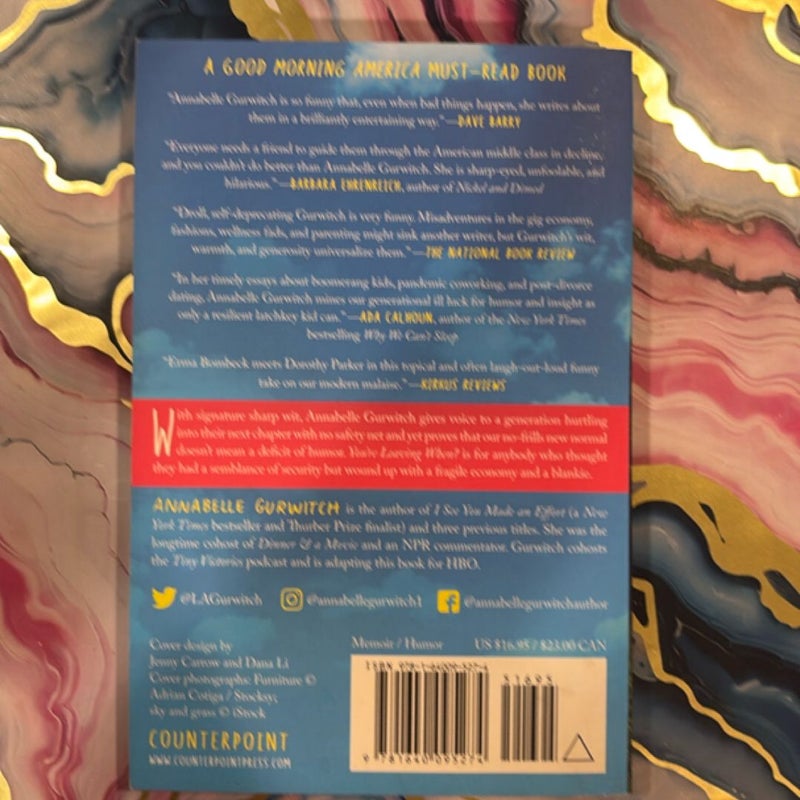 A GOOD MORNING AMERICA MUST-READ BOOK
"Annabelle Gurwitch is so funny that, even when bad things happen, she writes about
them in a brilliantly entertaining way."—DAVE BARRY
"Everyone needs a friend to guide them through the American middle class in decline,
and you couldn't do better than Annabelle Gurwitch. She is sharp-eyed, unfoolable, and
hilarious."—BARBARA EHRENREICH, author of Nickel and Dimed
"Droll, self-deprecating Gurwitch is very funny. Misadventures in the gig economy,
fashions, wellness fads, and parenting might sink another writer, but Gurwitch's wit,
warmth, and generosity universalize them."—THE NATIONAL BOOK REVIEW
"In her timely essays about boomerang kids, pandemic coworking, and post-divorce
dating, Annabelle Gurwitch mines our generational ill luck for humor and insight as
only a resilient latchkey kid can."—ADA CALHOUN, author of the New York Times
bestselling Why We Can't Sleep
"Erma Bombeck meets Dorothy Parker in this topical and often laugh-out-loud funny
take on our modern malaise."—KIRKUS REVIEWS
With signature sharp wit, Annabelle Gurwitch gives voice to a generation hurtling
into their next chapter with no safety net and yet proves that our no-frills new normal
doesn't mean a deficit of humor. You're Leaving When? is for anybody who thought
they had a semblance of security but wound up with a fragile economy and a blankie.
ANNABELLE GURWITCH is the author of I See You Made an Effort (a New
York Times bestseller and Thurber Prize finalist) and three previous titles. She was the
longtime cohost of Dinner & a Movie and an NPR commentator. Gurwitch cohosts
the Tiny Victories podcast and is adapting this book for HBO.
@LAGurwitch @annabellegurwitch1 @annabellegurwitchauthor
Cover design by
Jenny Carrow and Dana Li
Cover photographs: Furniture ©
Adrian Cotiga / Stocksy;
sky and grass © iStock
COUNTERPOINT
WWW.COUNTERPOINTPRESS.COM
Memoir / Humor US $16.95 / $23.00 CAN
ISBN 978-1-64009-527-4
51695
9 781640 095274